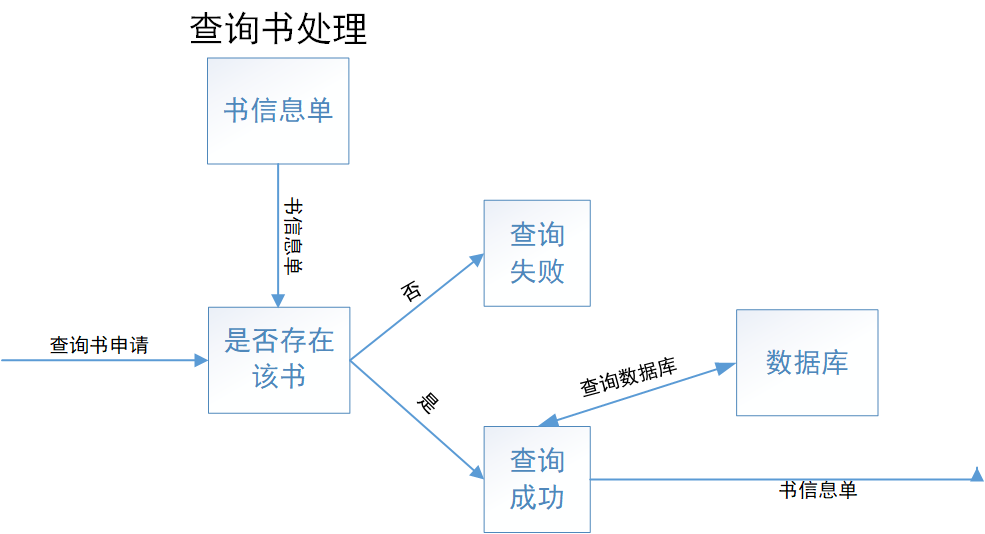 查询书处理
书信息单
书信息单
查询
失败
否
查询书申请
是否存在
该书
查询数据库
数据库
是
查询
成功
书信息单